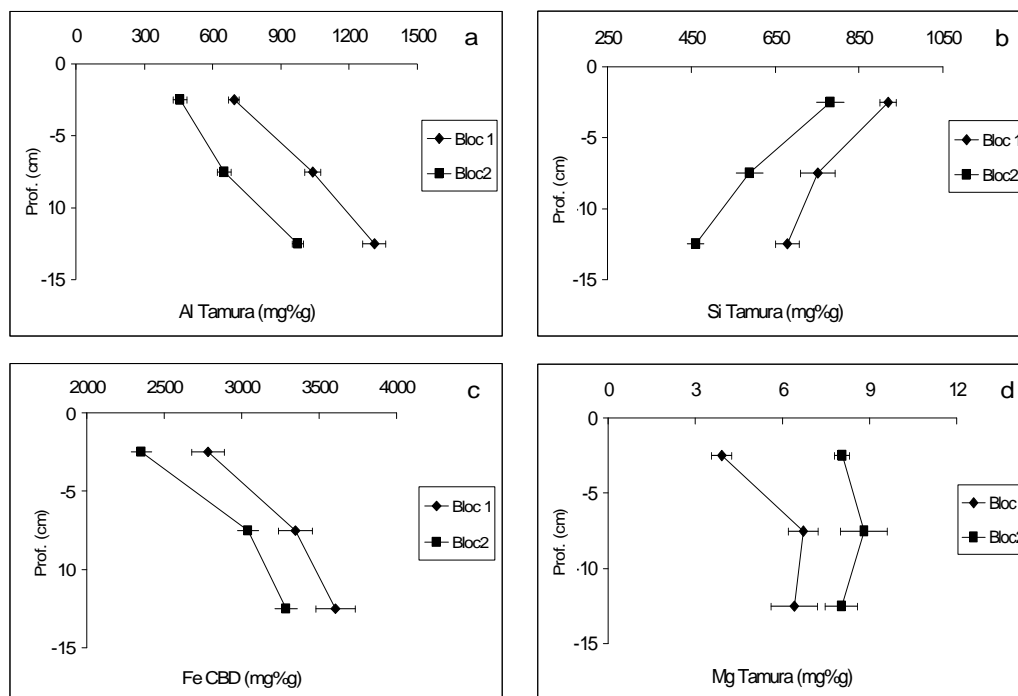 0 300 600 900 1200 1500
a
0
-5
10
-15
Prof. (cm)
Bloc 1
Bloc2
Al Tamura (mg%g)
250 450 650 850 1050
b
0
-5
10
-15
Prof. (cm)
Bloc 1
Bloc2
Si Tamura (mg%g)
2000 2500 3000 3500 4000
c
0
-5
10
-15
Prof. (cm)
Bloc 1
Bloc2
Fe CBD (mg%g)
0 3 6 9 12
d
0
-5
10
-15
Prof. (cm)
Bloc
Bloc2
Mg Tamura (mg%g)